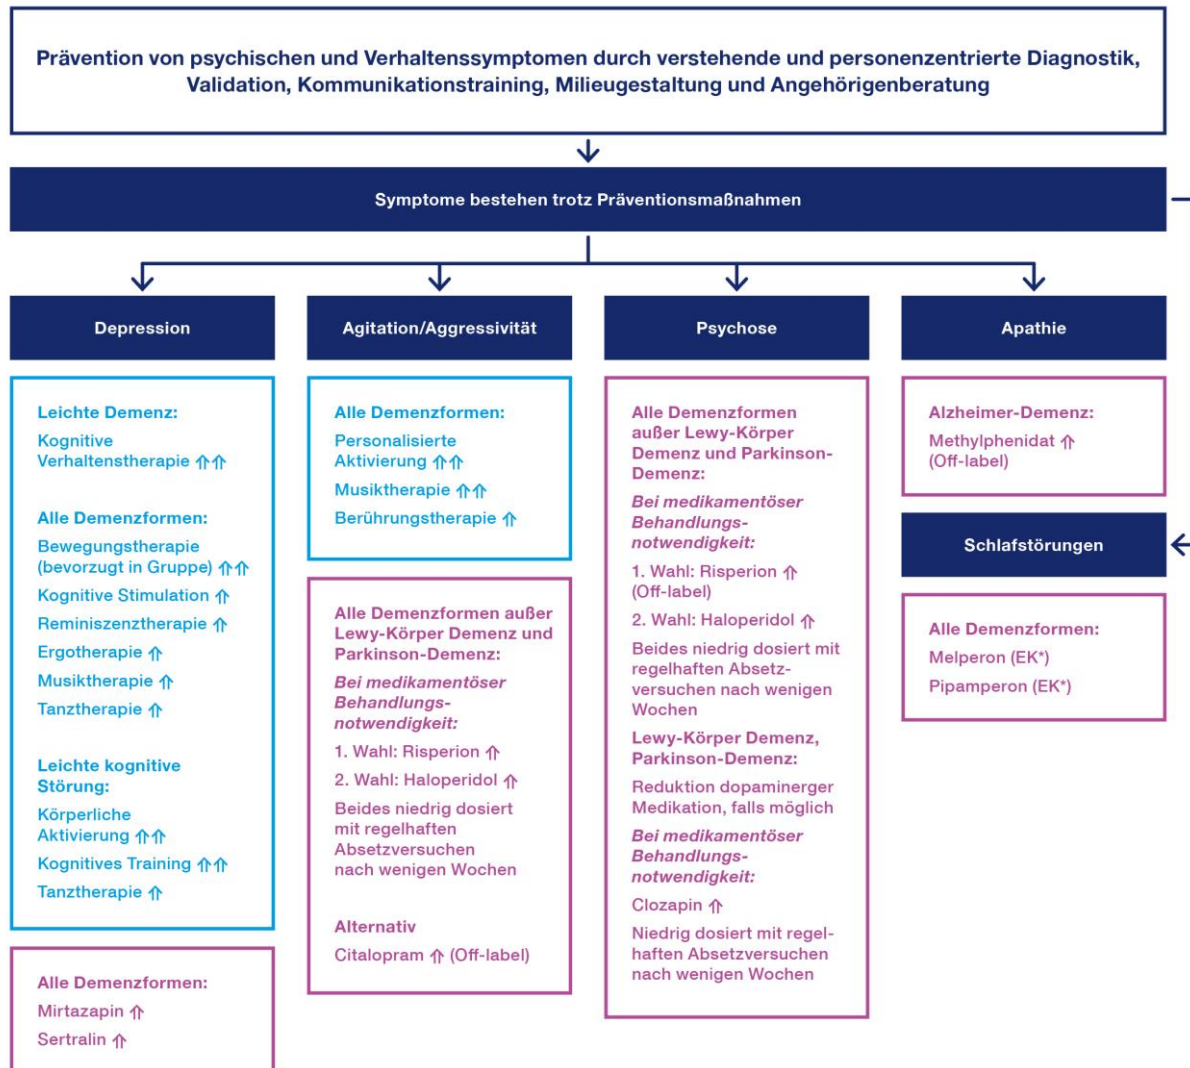 Prävention von psychischen und Verhaltenssymptomen durch verstehende und personenzentrierte Diagnostik,
Validation, Kommunikationstraining, Milieugestaltung und Angehörigenberatung
Symptome bestehen trotz Präventionsmaßnahmen
Depression
Leichte Demenz:
Kognitive
Verhaltenstherapie ⇑⇑
Alle Demenzformen:
Bewegungstherapie
(bevorzugt in Gruppe) ⇑⇑
Kognitive Stimulation ⇑
Reminiszenztherapie ⇑
Ergotherapie ⇑
Musiktherapie ⇑
Tanztherapie ⇑
Leichte kognitive
Störung:
Körperliche
Aktivierung ⇑⇑
Kognitives Training ⇑⇑
Tanztherapie ⇑
Alle Demenzformen:
Mirtazapin ⇑
Sertralin ⇑
Agitation/Aggressivität
Alle Demenzformen:
Personalisierte
Aktivierung ⇑⇑
Musiktherapie ⇑⇑
Berührungstherapie ⇑
Alle Demenzformen außer
Lewy-Körper Demenz und
Parkinson-Demenz:
Bei medikamentöser
Behandlungs-
notwendigkeit:
1. Wahl: Risperion ⇑
2. Wahl: Haloperidol ⇑
Beides niedrig dosiert
mit regelhaften
Absetzversuchen
nach wenigen Wochen
Alternativ
Citalopram ⇑ (Off-label)
Psychose
Alle Demenzformen
außer Lewy-Körper
Demenz und Parkinson-
Demenz:
Bei medikamentöser
Behandlungs-
notwendigkeit:
1. Wahl: Risperion ⇑
(Off-label)
2. Wahl: Haloperidol ⇑
Beides niedrig dosiert mit
regelhaften Absetz-
versuchen nach wenigen
Wochen
Lewy-Körper Demenz,
Parkinson-Demenz:
Reduktion dopaminerger
Medikation, falls möglich
Bei medikamentöser
Behandlungs-
notwendigkeit:
Clozapin ⇑
Niedrig dosiert mit regel-
haften Absetzversuchen
nach wenigen Wochen
Apathie
Alzheimer-Demenz:
Methylphenidat ⇑
(Off-label)
Schlafstörungen
Alle Demenzformen:
Melperon (EK*)
Pipamperon (EK*)